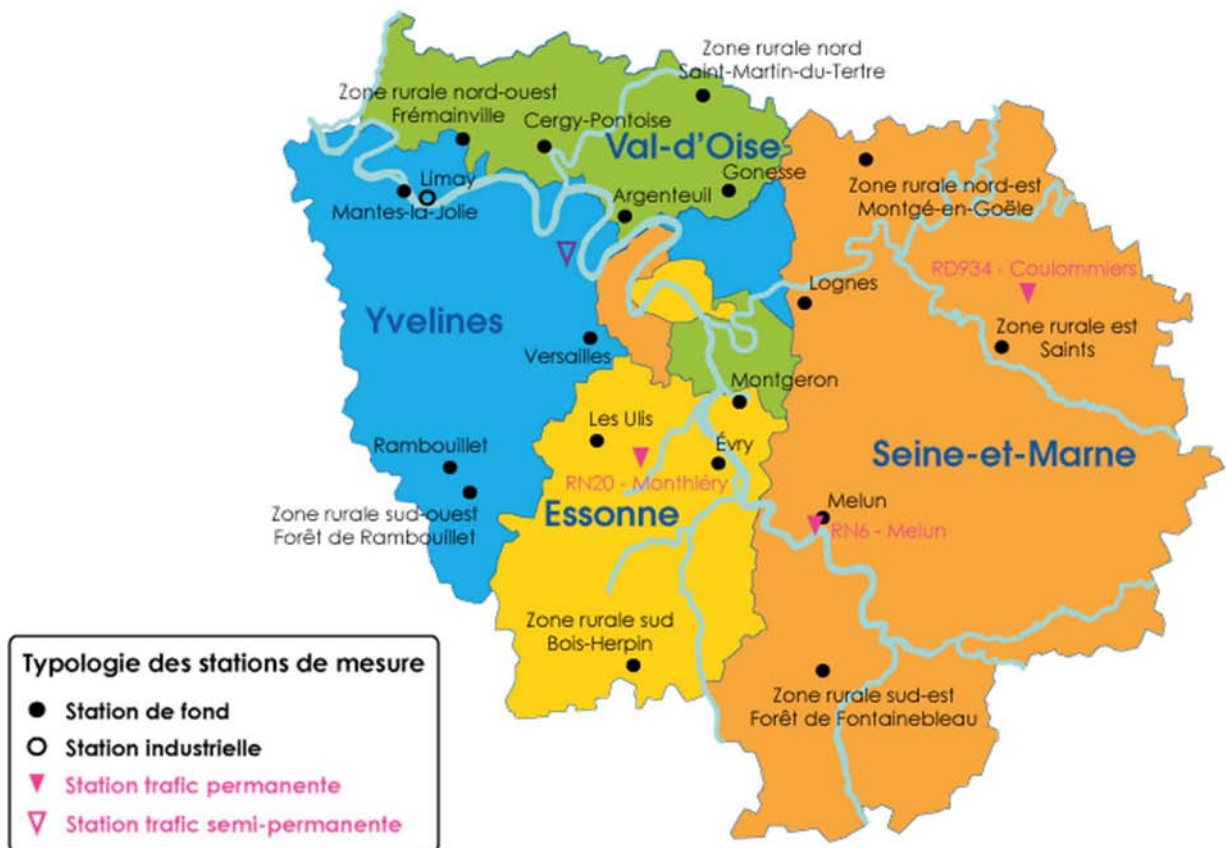 Zone rurale nord
Saint-Martin-du-Tertre
Zone rurale nord-ouest
Frémainville
Cergy-Pontoise
Val-d'Oise
Gonesse
Argenteuil
Limay
Mantes-la-Jolie
Zone rurale nord-est
Montgé-en-Goële
RD934 - Coulommiers
Lognes
Zone rurale est
Saints
Yvelines
Versailles
Montgeron
Les Ulis
Évry
RN20 - Monthléry
Essonne
Rambouillet
Zone rurale sud-ouest
Forêt de Rambouillet
Seine-et-Marne
Melun
RN6 - Melun
Zone rurale sud
Bois-Herpin
Zone rurale sud-est
Forêt de Fontainebleau
Typologie des stations de mesure
Station de fond
Station industrielle
Station trafic permanente
Station trafic semi-permanente